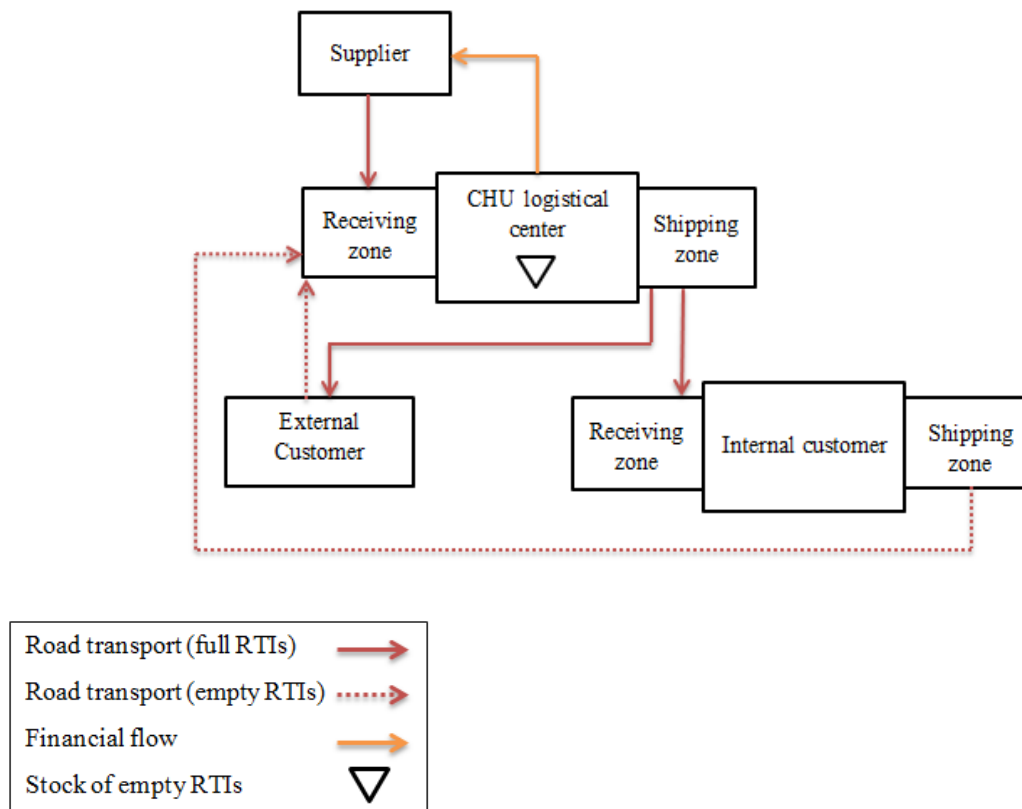 Supplier
Receiving
zone
CHU logistical
center
Shipping
zone
External
Customer
Receiving
zone
Internal customer
Shipping
zone
Road transport (full RTIs)
Road transport (empty RTIs)
Financial flow
Stock of empty RTIs